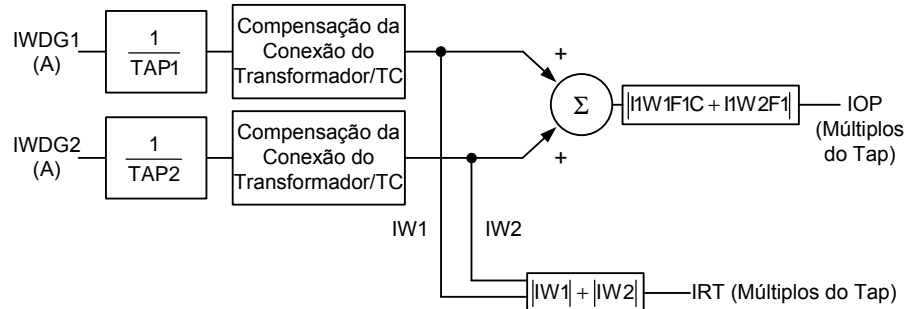 IWDG1
(A)
1
TAP1
Compensação da
Conexão do
Transformador/TC
+
Σ
|I1W1F1C + I1W2F1|
IOP
(Múltiplos
do Tap)
IWDG2
(A)
1
TAP2
Compensação da
Conexão do
Transformador/TC
+
IW1
IW2
|IW1| + |IW2|
IRT (Múltiplos do Tap)